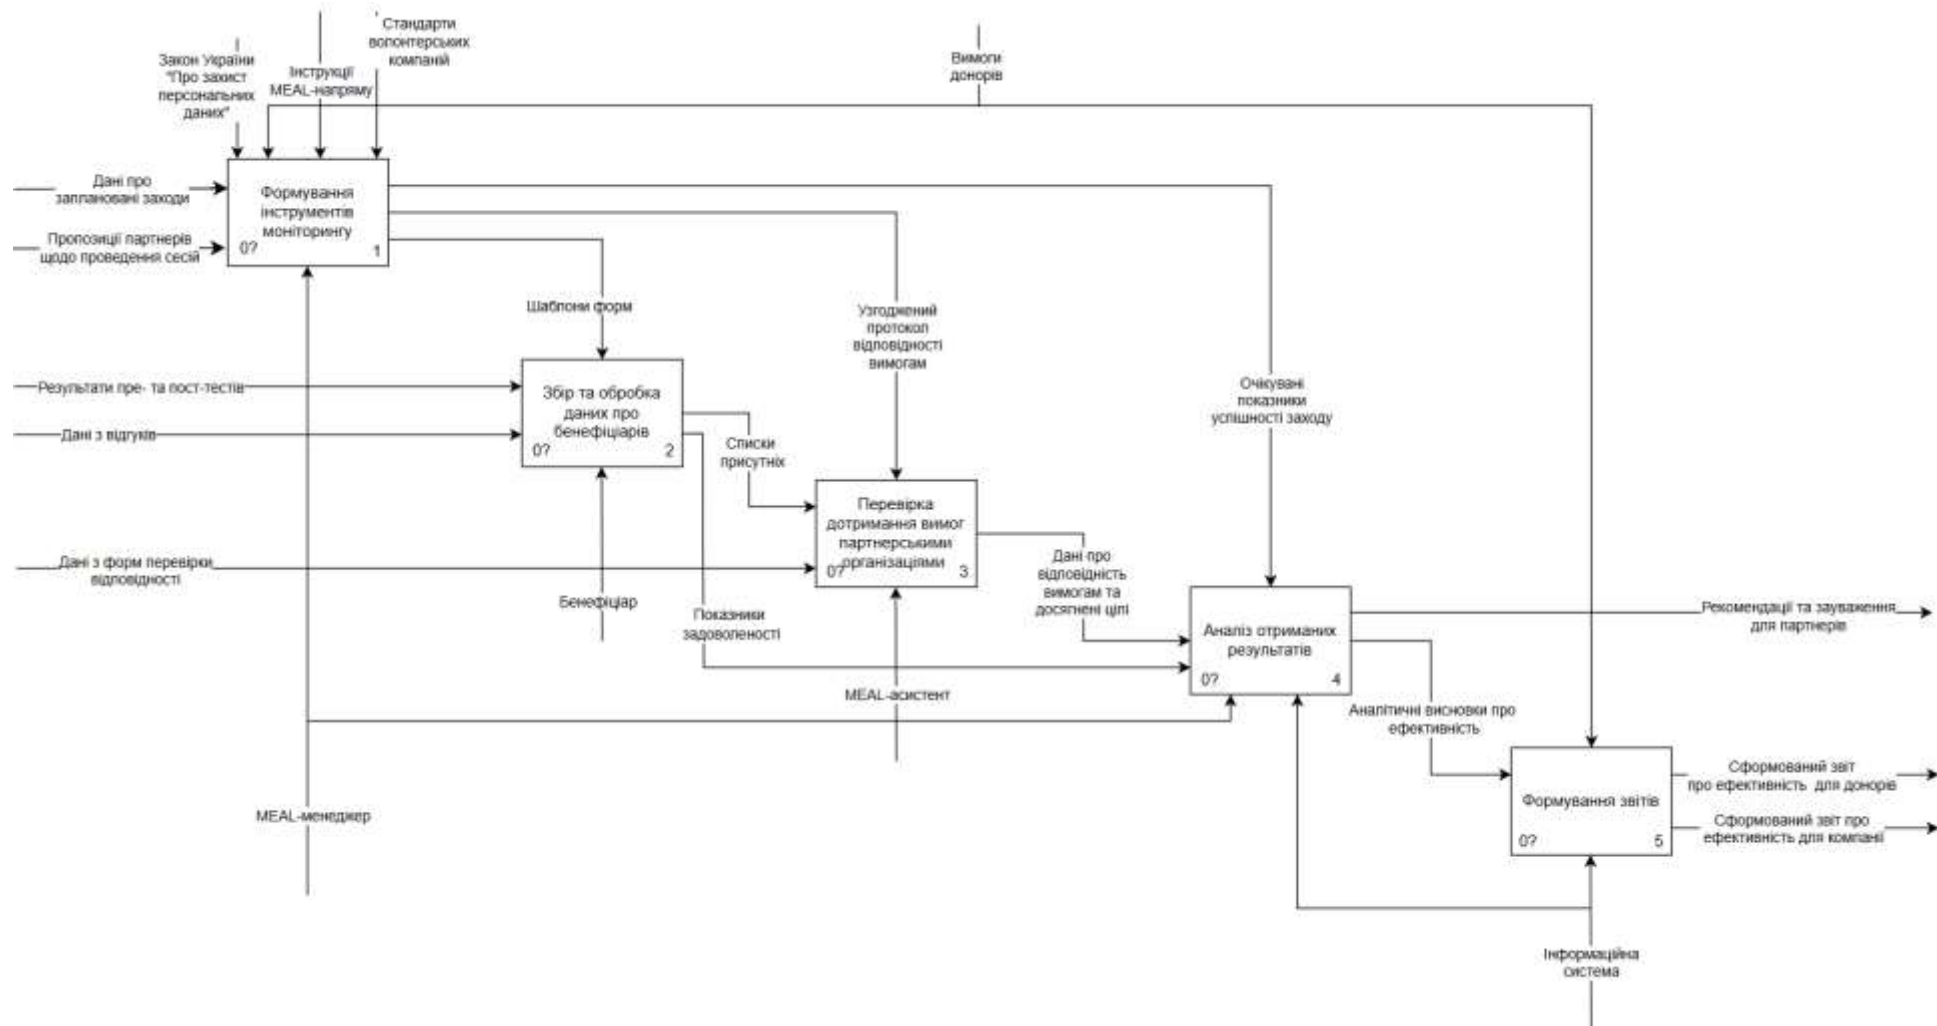 Стандарти
волонтерських
компаній
Закон України
"Про захист
персональних
даних"
Інструкції
MEAL-напряму
Вимоги
донорів
Дані про
заплановані заходи
Пропозиції партнерів
щодо проведення сесій
Формування
інструментів
моніторингу
0?
1
Шаблони форм
Узгоджений
протокол
відповідності
вимогам
Очікувані
показники
успішності заходу
Результати пре- та пост-тестів
Дані з відгуків
Збір та обробка
даних про
бенефіціарів
0?
2
Списки
присутніх
Дані з форм перевірки
відповідності
Перевірка
дотримання вимог
партнерськими
організаціями
0?
3
Бенефіціар
Показники
задоволеності
Дані про
відповідність
вимогам та
досягнені цілі
MEAL-асистент
Аналіз отриманих
результатів
0?
4
Рекомендації та зауваження
для партнерів
Аналітичні висновки про
ефективність
MEAL-менеджер
Формування звітів
0?
5
Сформований звіт
про ефективність для донорів
Сформований звіт про
ефективність для компанії
Інформаційна
система